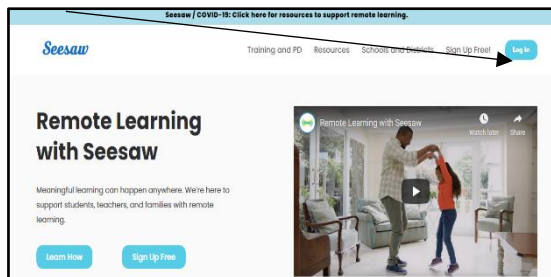 Seesaw / COVID-19: Click here for resources to support remote learning.
Seesaw
Training and PD Resources Schools and Districts Sign Up Free! Log In
Remote Learning
with Seesaw
Meaningful learning can happen anywhere. We're here to
support students, teachers, and families with remote
learning.
Learn How Sign Up Free
Remote Learning with Seesaw
Watch later Share